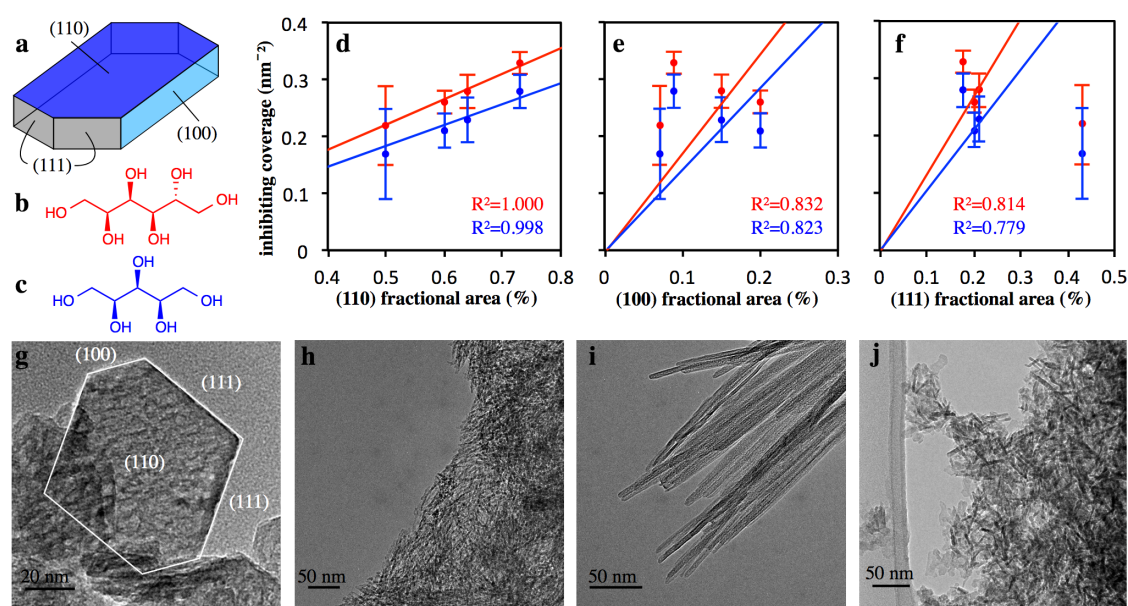 a
(110)
(100)
(111)
b
OH
OH
HO
OH
OH
OH
c
OH
HO
OH
OH
OH
inhibiting coverage (nm⁻²)
0.4
0.3
0.2
0.1
0
d
R²=1.000
R²=0.998
0.4 0.5 0.6 0.7 0.8
(110) fractional area (%)
e
R²=0.832
R²=0.823
0 0.1 0.2 0.3
(100) fractional area (%)
f
R²=0.814
R²=0.779
0 0.1 0.2 0.3 0.4 0.5
(111) fractional area (%)
g
(100)
(111)
(110)
(111)
20 nm
h
50 nm
i
50 nm
j
50 nm